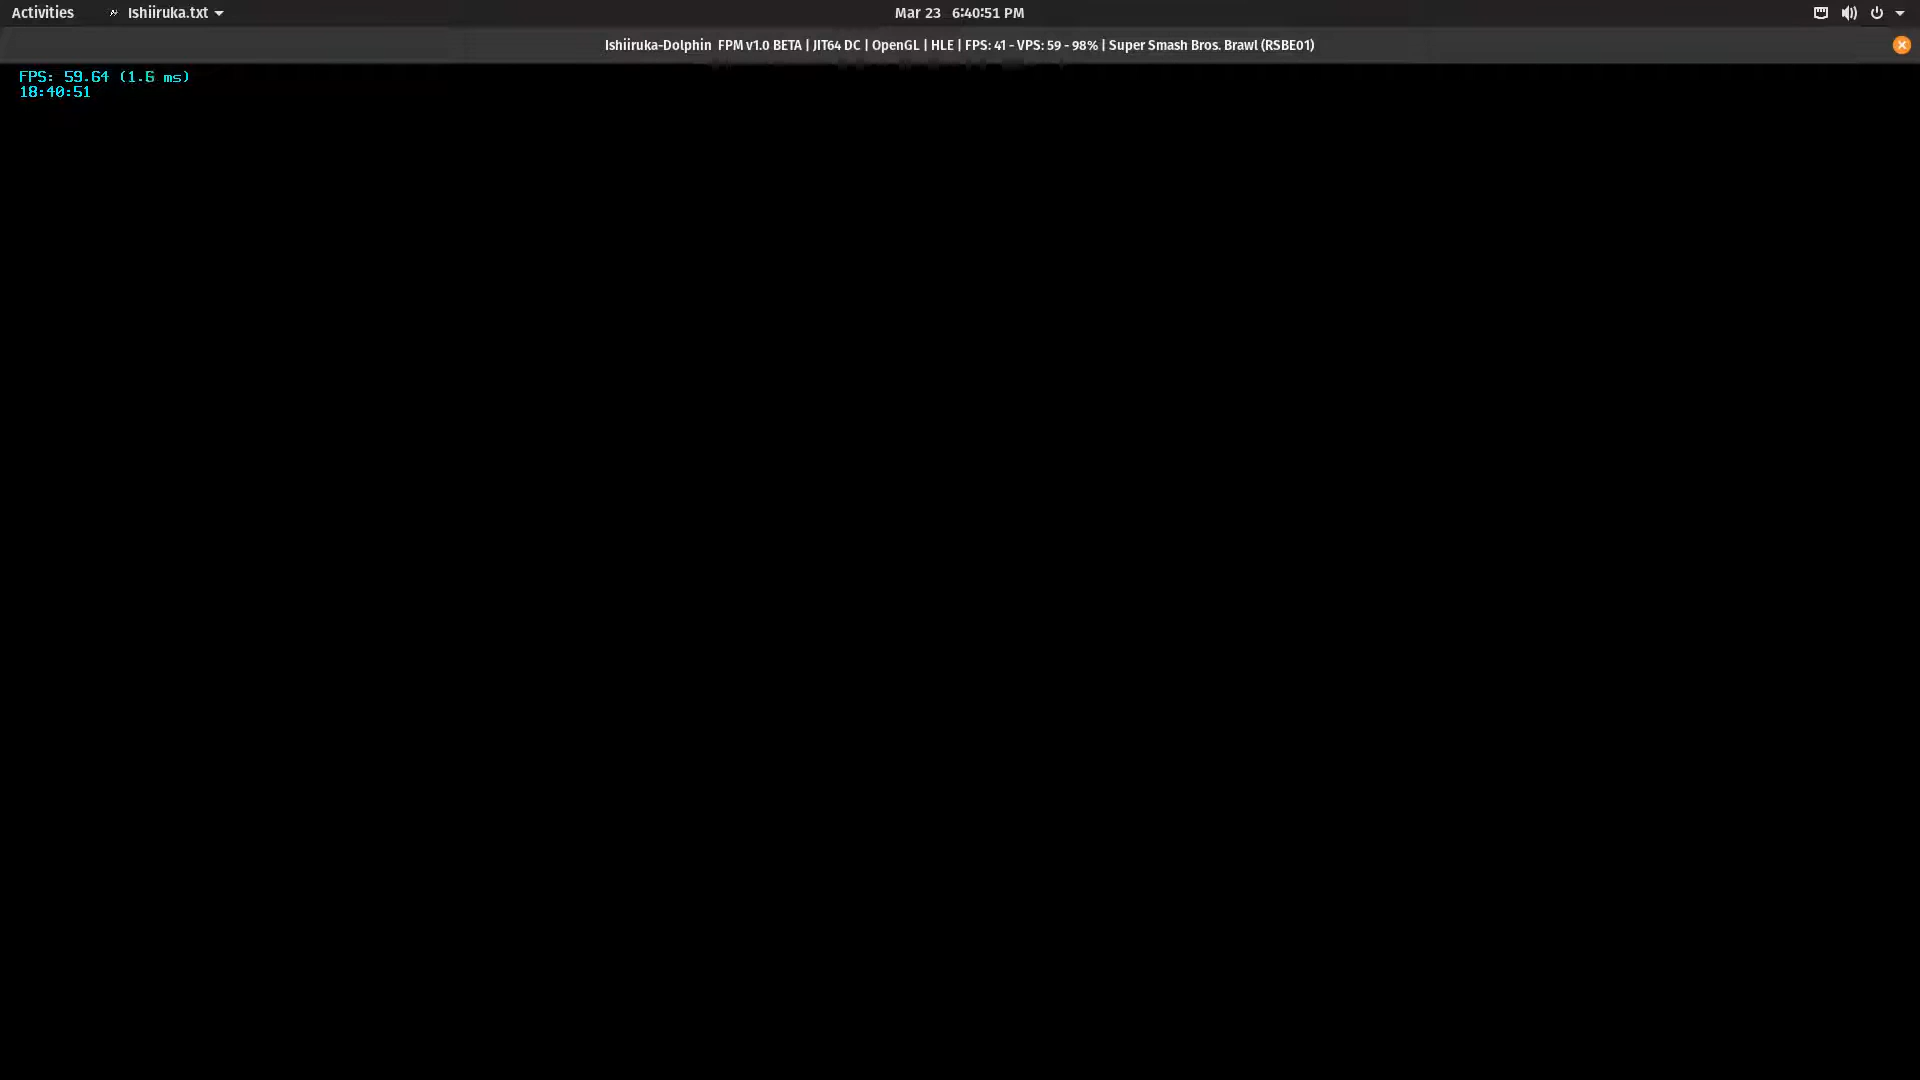 Activities Ishiiruka.txt Mar 23 6:40:51 PM
Ishiiruka-Dolphin FPM v1.0 BETA | JIT64 DC | OpenGL | HLE | FPS: 41 - VPS: 59 - 98% | Super Smash Bros. Brawl (RSBE01)
FPS: 59.64 (1.6 ms)
18:40:51